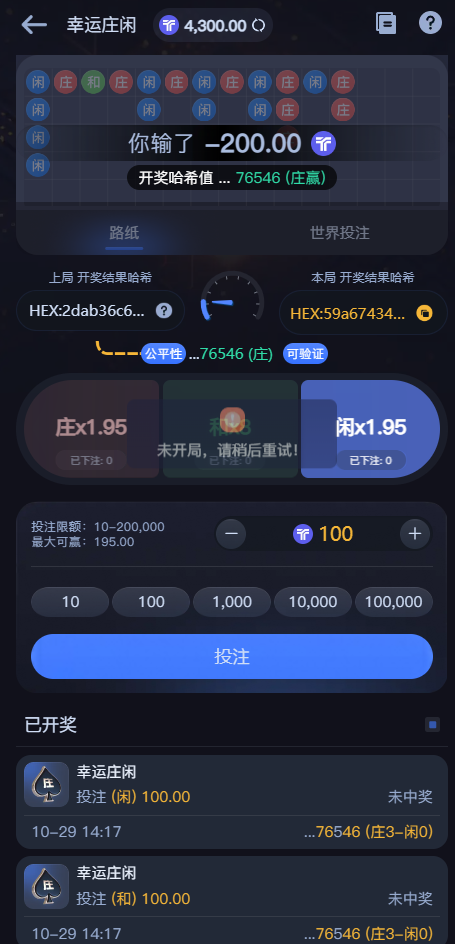 幸运庄闲
4,300.00
闲 庄 和 庄 闲 庄 闲 庄 闲 庄 闲 庄
闲 闲 闲 闲 庄 庄
闲
闲
你输了 -200.00
开奖哈希值 ... 76546 (庄赢)
路纸 世界投注
上局 开奖结果哈希 本局 开奖结果哈希
HEX:2dab36c6... HEX:59a67434...
公平性 ...76546 (庄) 可验证
庄x1.95 和x8 闲x1.95
未开局，请稍后重试!
已下注: 0 已下注: 0
投注限额: 10-200,000
最大可赢: 195.00
100
10 100 1,000 10,000 100,000
投注
已开奖
庄
幸运庄闲
投注 (闲) 100.00 未中奖
10-29 14:17 ...76546 (庄3-闲0)
庄
幸运庄闲
投注 (和) 100.00 未中奖
10-29 14:17 ...76546 (庄3-闲0)